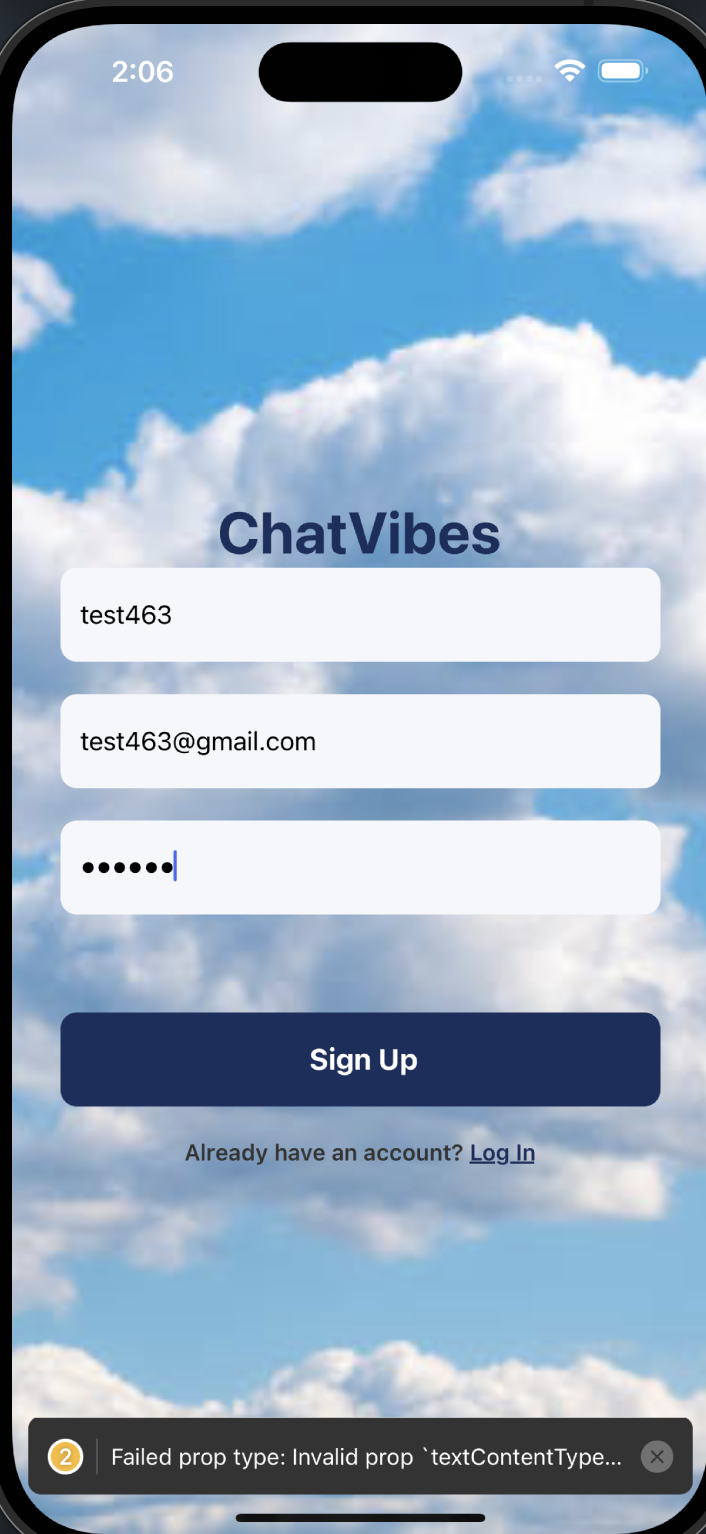 2:06
ChatVibes
test463
test463@gmail.com
••••••
Sign Up
Already have an account? Log In
2
Failed prop type: Invalid prop `textContentType...